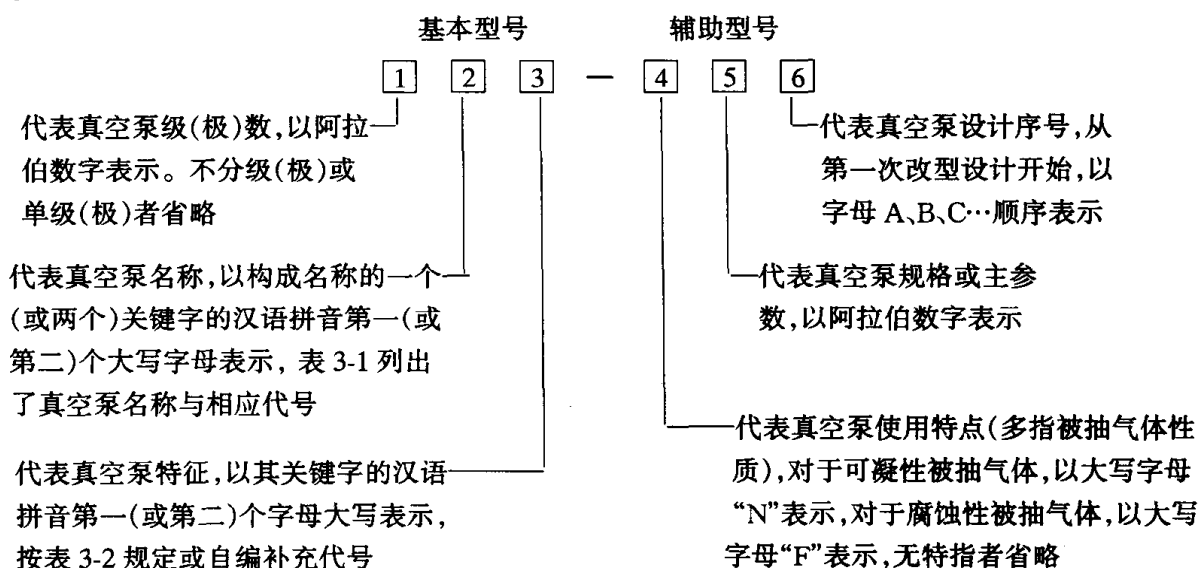 基本型号 辅助型号
1 2 3 — 4 5 6
代表真空泵级(极)数,以阿拉
伯数字表示。不分级(极)或
单级(极)者省略
代表真空泵设计序号,从
第一次改型设计开始,以
字母 A、B、C…顺序表示
代表真空泵名称,以构成名称的一个
(或两个)关键字的汉语拼音第一(或
第二)个大写字母表示, 表 3-1 列出
了真空泵名称与相应代号
代表真空泵规格或主参
数,以阿拉伯数字表示
代表真空泵特征,以其关键字的汉语
拼音第一(或第二)个字母大写表示,
按表 3-2 规定或自编补充代号
代表真空泵使用特点(多指被抽气体性
质),对于可凝性被抽气体,以大写字母
“N”表示,对于腐蚀性被抽气体,以大写
字母“F”表示,无特指者省略